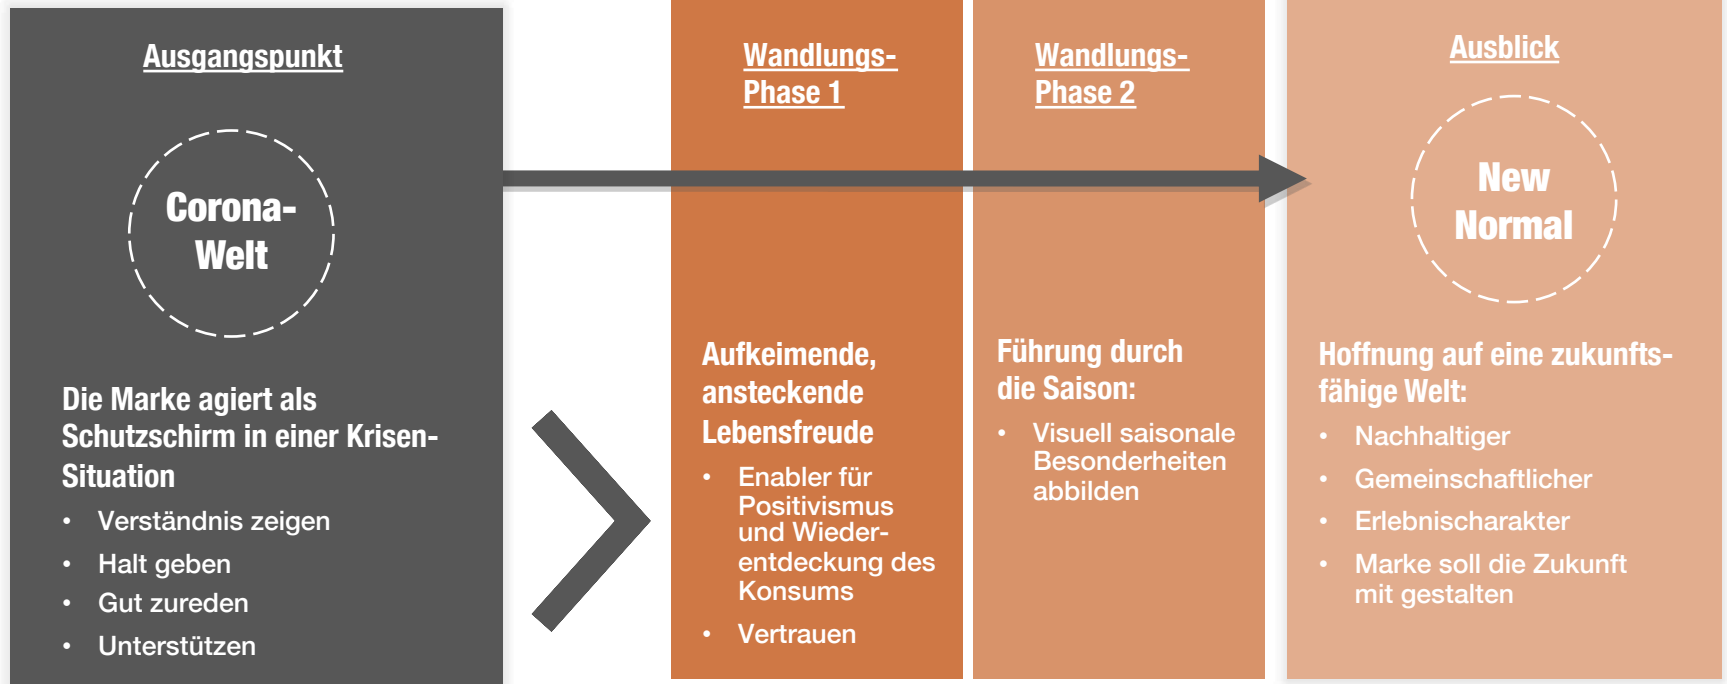 Ausgangspunkt
Corona-
Welt
Die Marke agiert als
Schutzschirm in einer Krisen-
Situation
• Verständnis zeigen
• Halt geben
• Gut zureden
• Unterstützen
Wandlungs-
Phase 1
Aufkeimende,
ansteckende
Lebensfreude
• Enabler für
Positivismus
und Wieder-
entdeckung des
Konsums
• Vertrauen
Wandlungs-
Phase 2
Führung durch
die Saison:
• Visuell saisonale
Besonderheiten
abbilden
Ausblick
New
Normal
Hoffnung auf eine zukunfts-
fähige Welt:
• Nachhaltiger
• Gemeinschaftlicher
• Erlebnischarakter
• Marke soll die Zukunft
mit gestalten